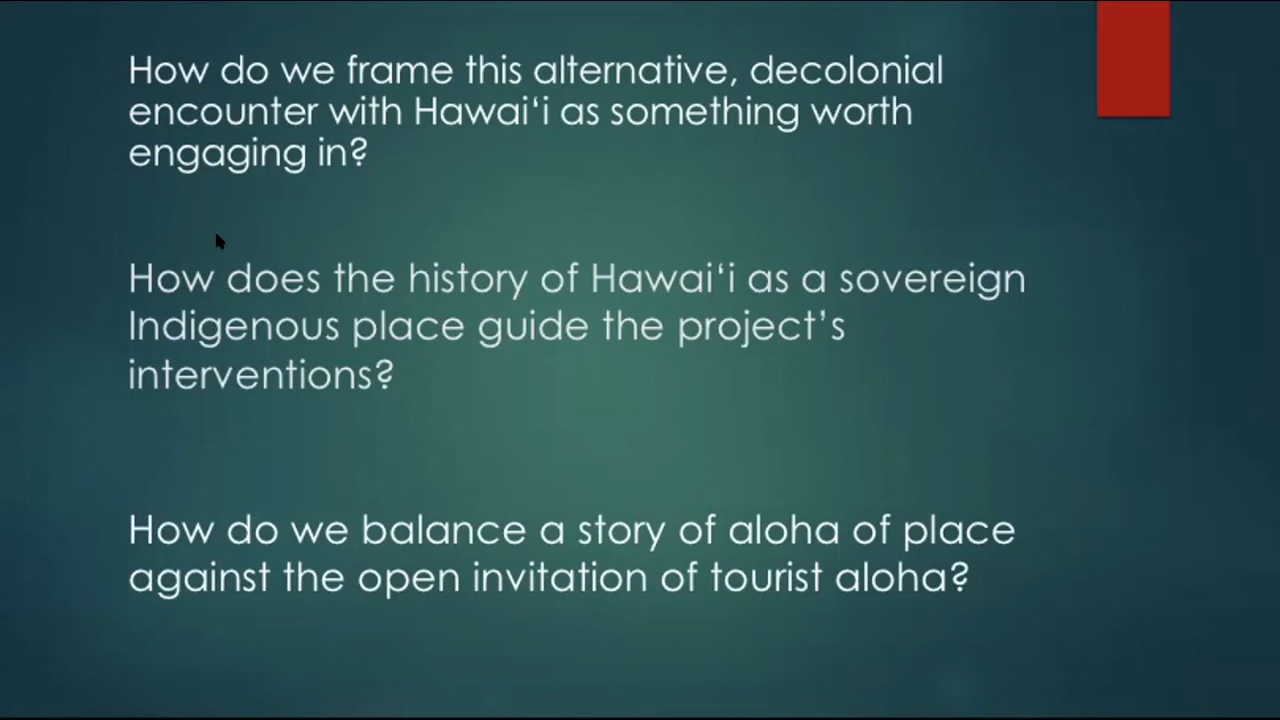 How do we frame this alternative, decolonial
encounter with Hawai‘i as something worth
engaging in?
How does the history of Hawai‘i as a sovereign
Indigenous place guide the project’s
interventions?
How do we balance a story of aloha of place
against the open invitation of tourist aloha?